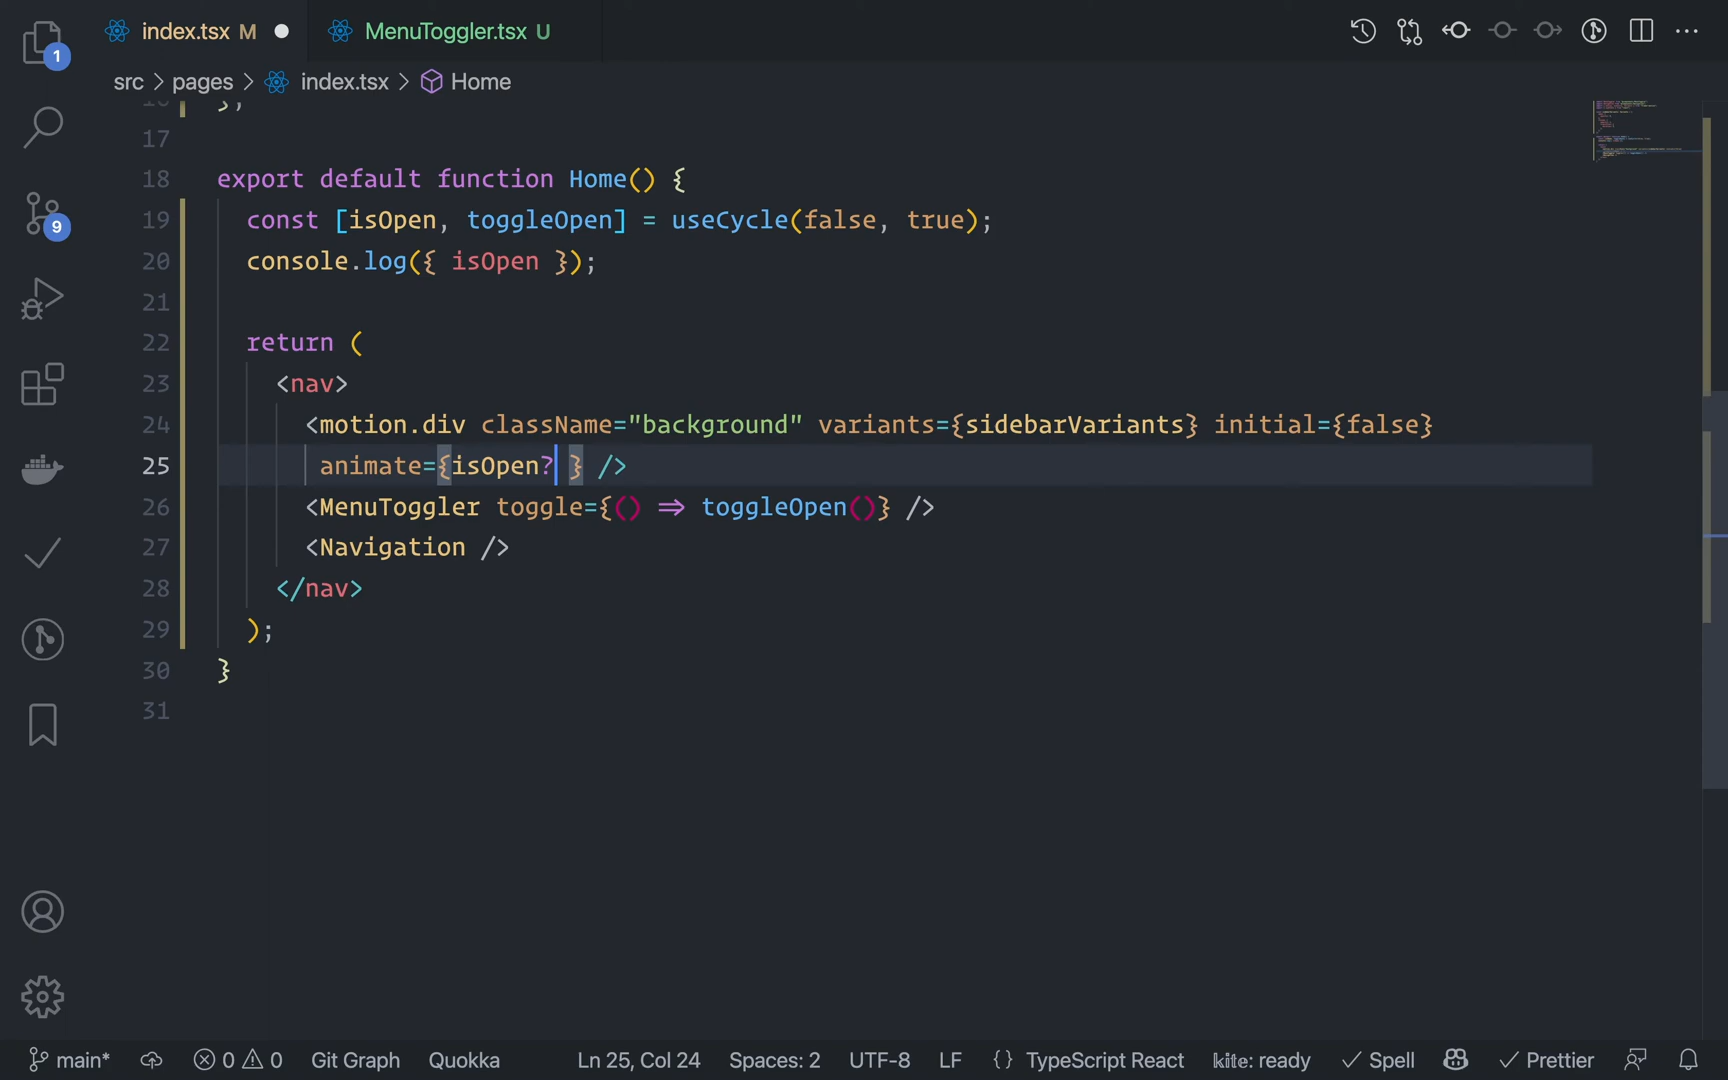 index.tsx M
MenuToggler.tsx U
1
src > pages > index.tsx > Home
17
18 export default function Home() {
19 const [isOpen, toggleOpen] = useCycle(false, true);
20 console.log({ isOpen });
21
22 return (
23 <nav>
24 <motion.div className="background" variants={sidebarVariants} initial={false}
25 animate={isOpen? } />
26 <MenuToggler toggle={() => toggleOpen()} />
27 <Navigation />
28 </nav>
29 );
30 }
31
9
main* 0 0 Git Graph Quokka Ln 25, Col 24 Spaces: 2 UTF-8 LF {} TypeScript React kite: ready Spell Prettier